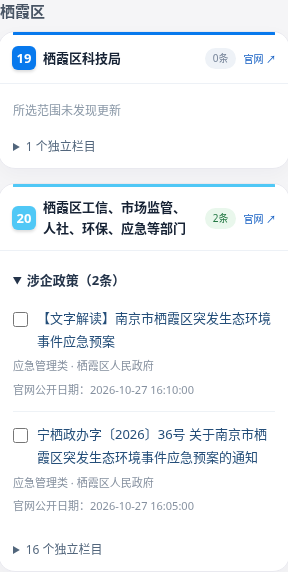 栖霞区
19 栖霞区科技局 0条 官网 ↗
所选范围未发现更新
▶ 1 个独立栏目
20 栖霞区工信、市场监管、
人社、环保、应急等部门 2条 官网 ↗
▼ 涉企政策（2条）
【文字解读】南京市栖霞区突发生态环境
事件应急预案
应急管理类 · 栖霞区人民政府
官网公开日期：2026-10-27 16:10:00
宁栖政办字〔2026〕36号 关于南京市栖
霞区突发生态环境事件应急预案的通知
应急管理类 · 栖霞区人民政府
官网公开日期：2026-10-27 16:05:00
▶ 16 个独立栏目